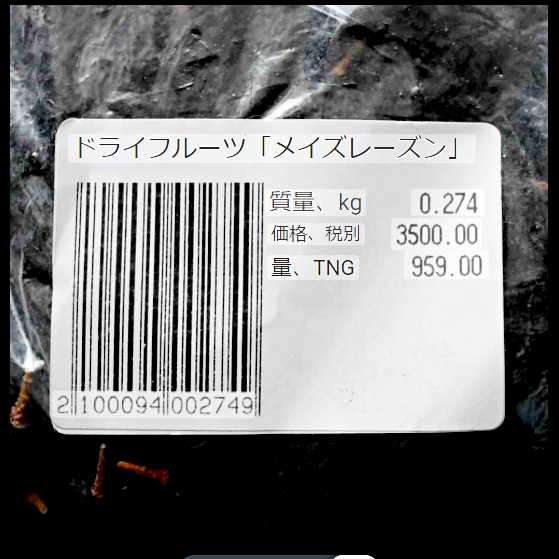 ドライフルーツ「メイズレーズン」
質量、kg 0.274
価格、税別 3500.00
量、TNG 959.00
2 100094 002749